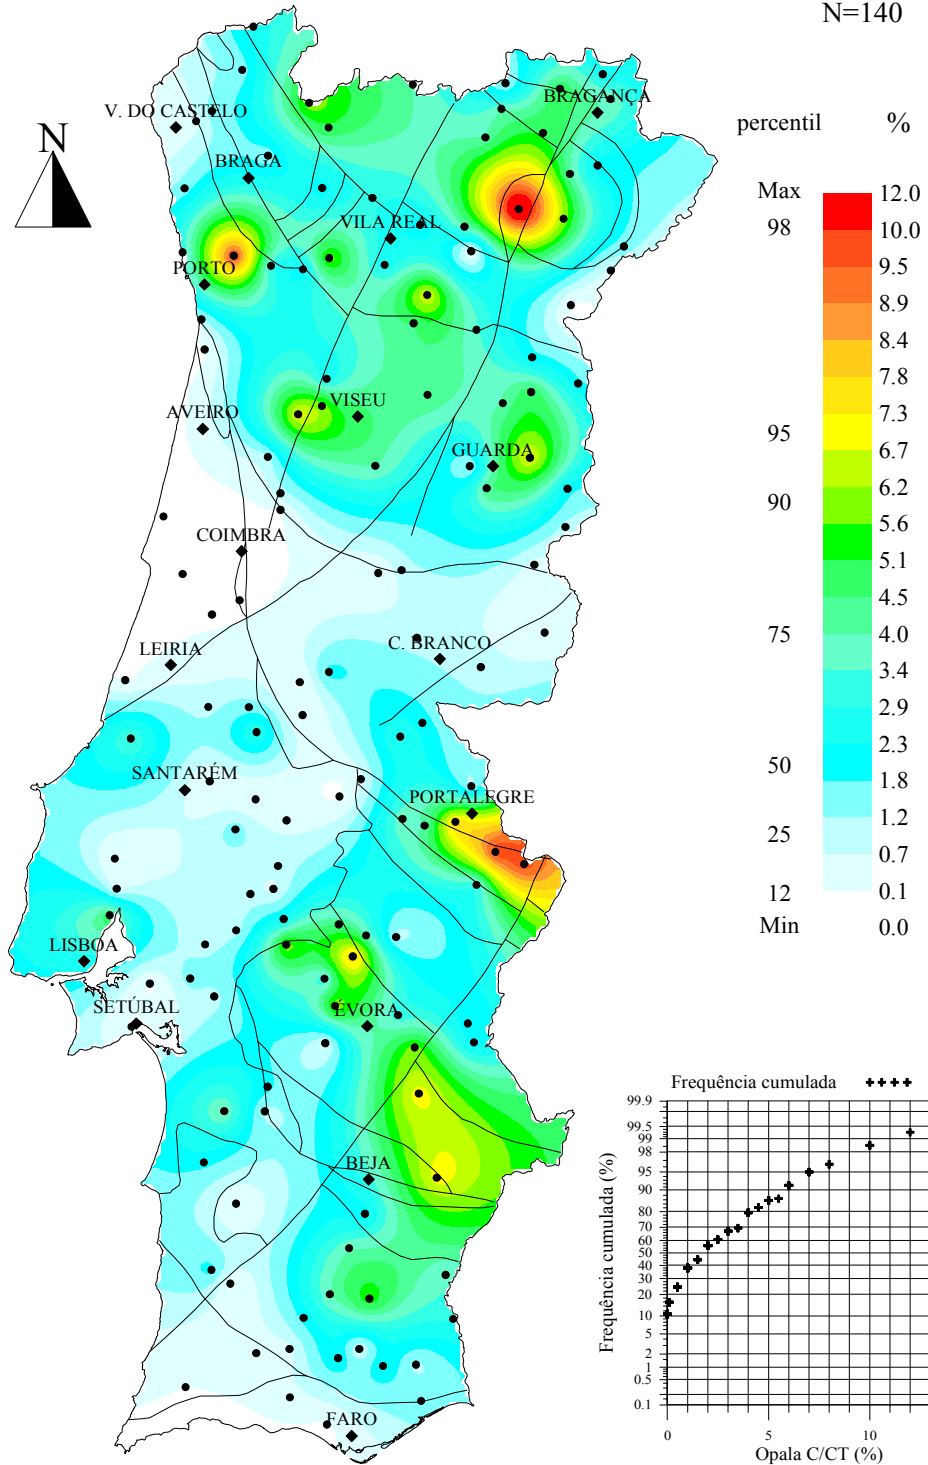 N=140
N
V. DO CASTELO
BRAGANÇA
BRAGA
VILA REAL
PORTO
AVEIRO
VISEU
GUARDA
COIMBRA
LEIRIA
C. BRANCO
SANTARÉM
PORTALEGRE
LISBOA
SETÚBAL
ÉVORA
BEJA
FARO
percentil %
Max 12.0
98 10.0
9.5
8.9
8.4
7.8
7.3
95 6.7
6.2
90 5.6
5.1
4.5
75 4.0
3.4
2.9
2.3
50 1.8
1.2
25 0.7
12 0.1
Min 0.0
Frequência cumulada
99.9
99.5
99
98
95
90
80
70
60
50
40
30
20
10
5
2
1
0.5
0.1
Frequência cumulada (%)
0 5 10
Opala C/CT (%)